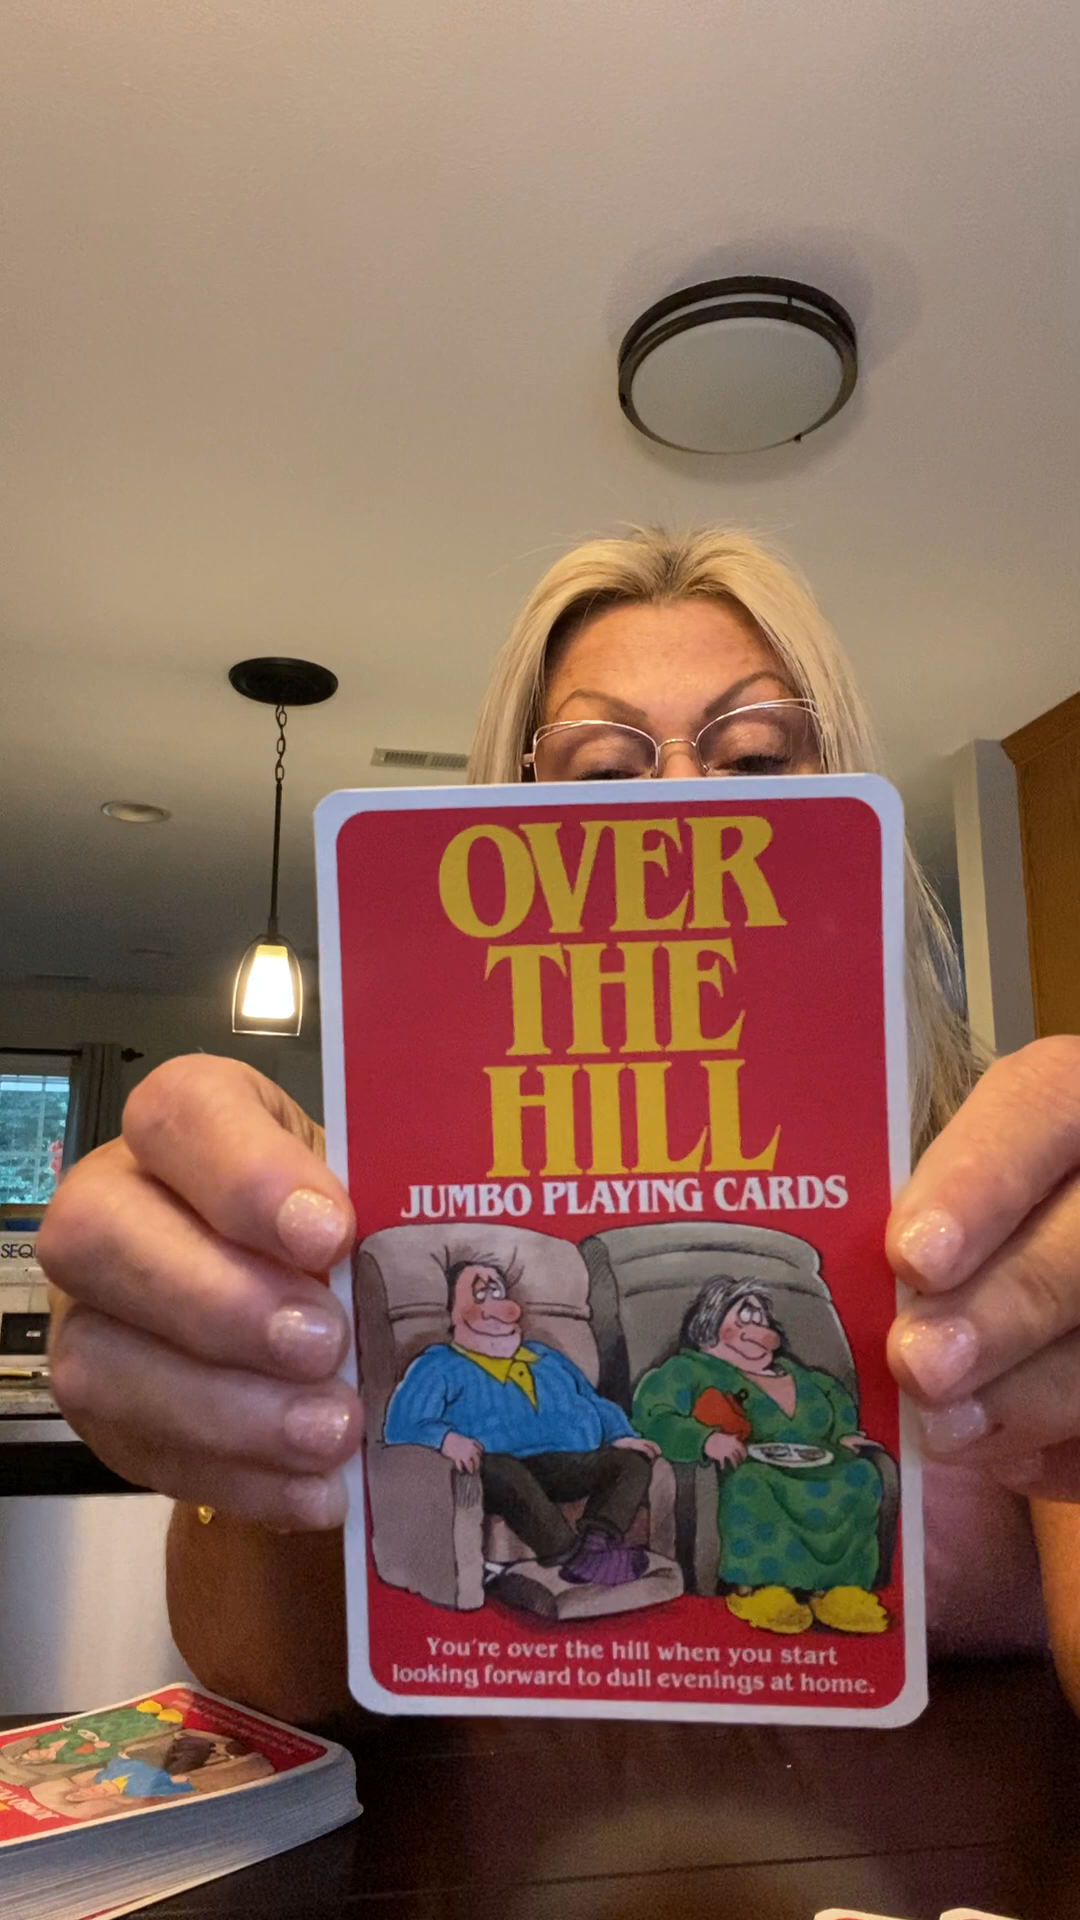 OVER
THE
HILL
JUMBO PLAYING CARDS
You're over the hill when you start
looking forward to dull evenings at home.
SEQU